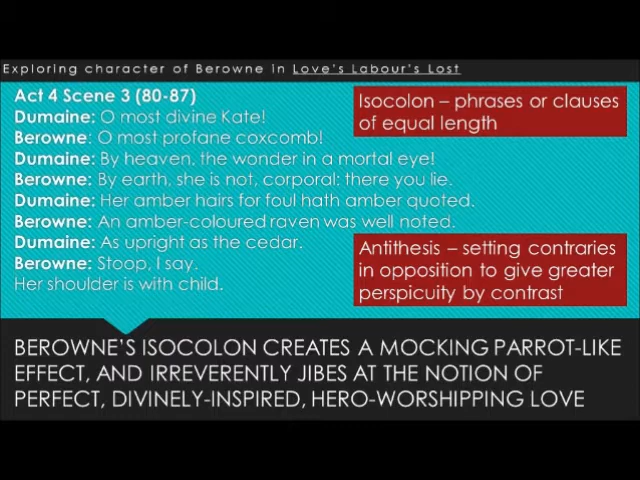 Exploring character of Berowne in Love's Labour's Lost
Act 4 Scene 3 (80-87)
Dumaine: O most divine Kate!
Berowne: O most profane coxcomb!
Dumaine: By heaven, the wonder in a mortal eye!
Berowne: By earth, she is not, corporal: there you lie.
Dumaine: Her amber hairs for foul hath amber quoted.
Berowne: An amber-coloured raven was well noted.
Dumaine: As upright as the cedar.
Berowne: Stoop, I say.
Her shoulder is with child.
Isocolon – phrases or clauses
of equal length
Antithesis – setting contraries
in opposition to give greater
perspicuity by contrast
BEROWNE'S ISOCOLON CREATES A MOCKING PARROT-LIKE
EFFECT, AND IRREVERENTLY JIBES AT THE NOTION OF
PERFECT, DIVINELY-INSPIRED, HERO-WORSHIPPING LOVE